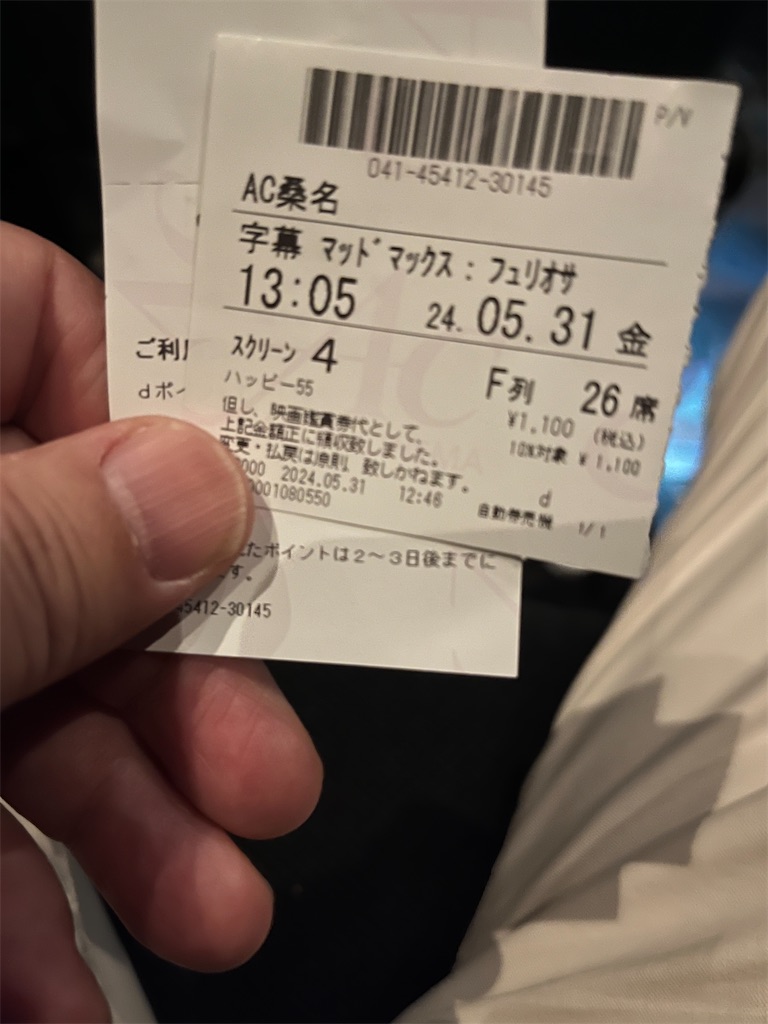 P/V
041-45412-30145
AC桑名
字幕 マッドマックス : フュリオサ
13:05 24. 05. 31 金
スクリーン 4 F列 26 席
ハッピー55 ¥1,100 (税込)
10%対象 ¥1,100
但し、映画鑑賞券代として、
上記金額正に領収致しました。
変更・払戻は原則、致しかねます。
000 2024.05.31 12:46 d
0001080550 自動券売機 1/1
ご利
dポ
たポイントは2～3日後までに
す。
45412-30145